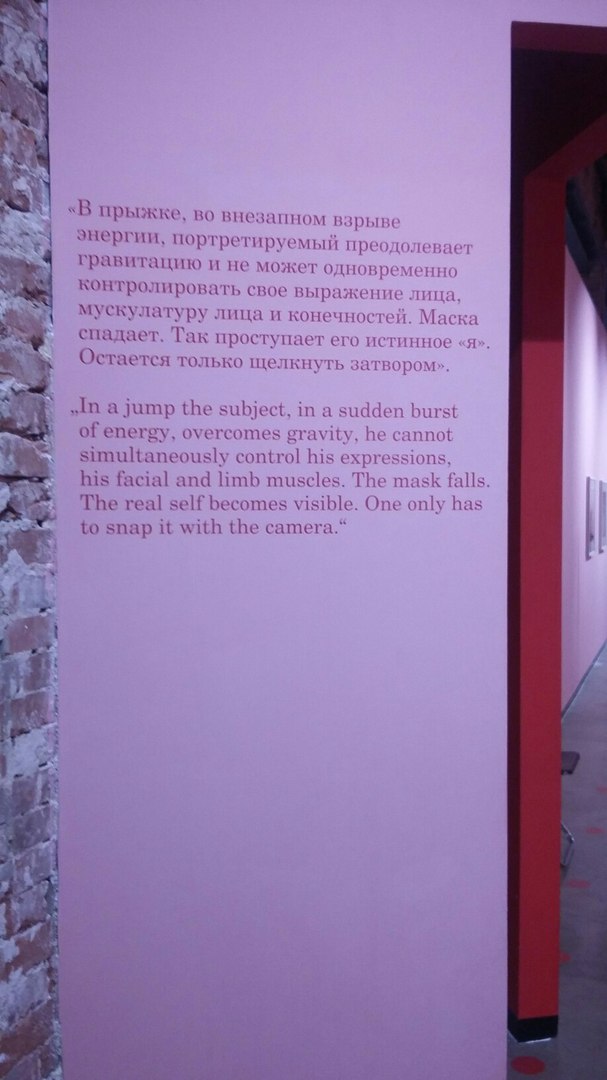 «В прыжке, во внезапном взрыве
энергии, портретируемый преодолевает
гравитацию и не может одновременно
контролировать свое выражение лица,
мускулатуру лица и конечностей. Маска
спадает. Так проступает его истинное «я».
Остается только щелкнуть затвором».
„In a jump the subject, in a sudden burst
of energy, overcomes gravity, he cannot
simultaneously control his expressions,
his facial and limb muscles. The mask falls.
The real self becomes visible. One only has
to snap it with the camera.“